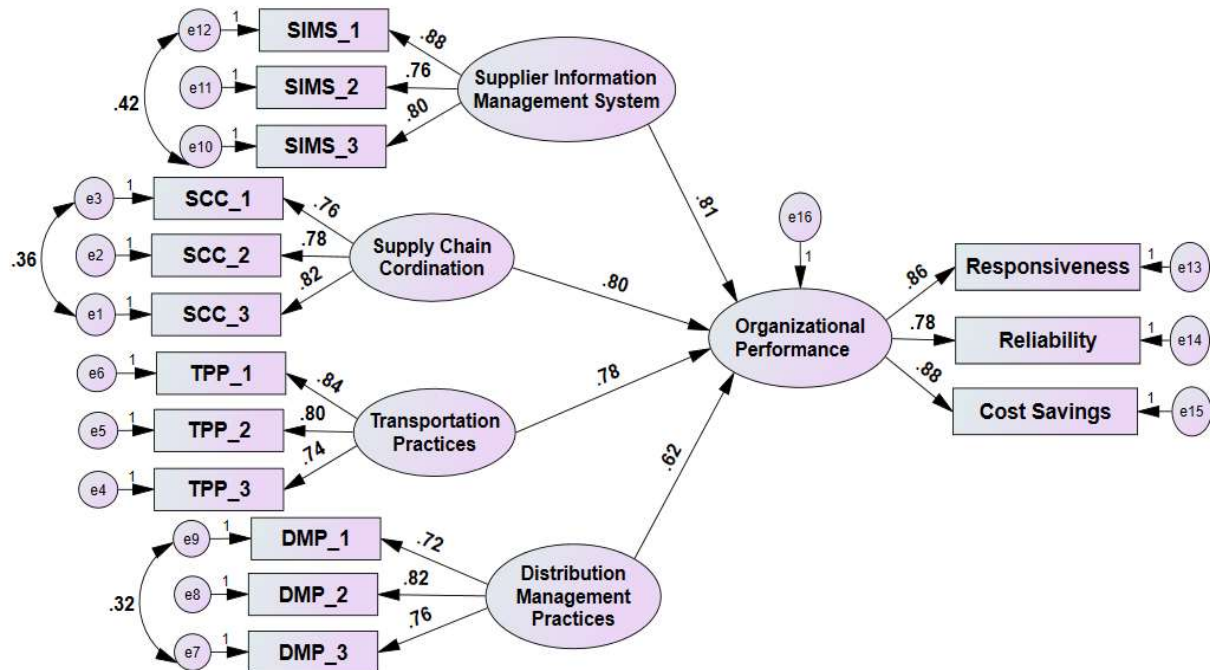 e12
1
SIMS_1
.88
e11
1
SIMS_2
.76
e10
1
SIMS_3
.80
.42
Supplier Information
Management System
.81
e3
1
SCC_1
.76
e2
1
SCC_2
.78
e1
1
SCC_3
.82
.36
Supply Chain
Cordination
.80
e6
1
TPP_1
.84
e5
1
TPP_2
.80
e4
1
TPP_3
.74
Transportation
Practices
.78
e9
1
DMP_1
.72
e8
1
DMP_2
.82
e7
1
DMP_3
.76
.32
Distribution
Management
Practices
.62
e16
1
Organizational
Performance
.86
Responsiveness
1
e13
.78
Reliability
1
e14
.88
Cost Savings
1
e15